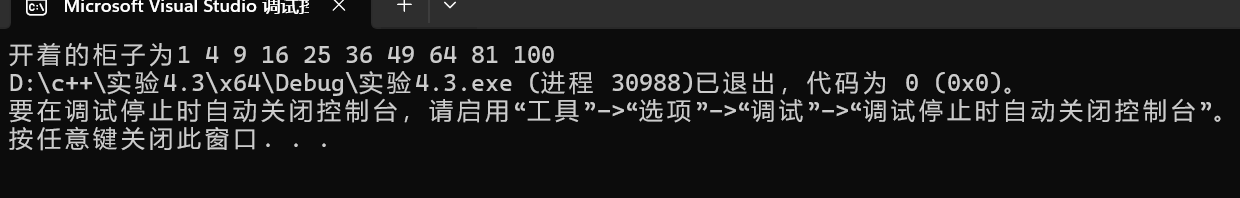 Microsoft Visual Studio 调试控
开着的柜子为1 4 9 16 25 36 49 64 81 100
D:\c++\实验4.3\x64\Debug\实验4.3.exe (进程 30988)已退出，代码为 0 (0x0)。
要在调试停止时自动关闭控制台，请启用“工具”->“选项”->“调试”->“调试停止时自动关闭控制台”。
按任意键关闭此窗口. . .